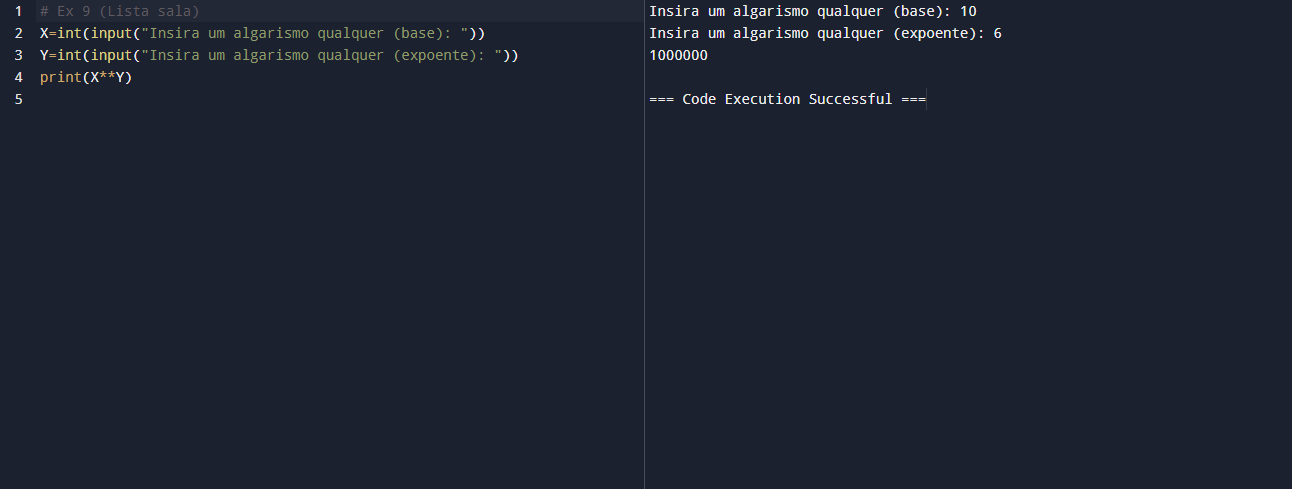 1 # Ex 9 (Lista sala)
2 X=int(input("Insira um algarismo qualquer (base): "))
3 Y=int(input("Insira um algarismo qualquer (expoente): "))
4 print(X**Y)
5
Insira um algarismo qualquer (base): 10
Insira um algarismo qualquer (expoente): 6
1000000
=== Code Execution Successful ===